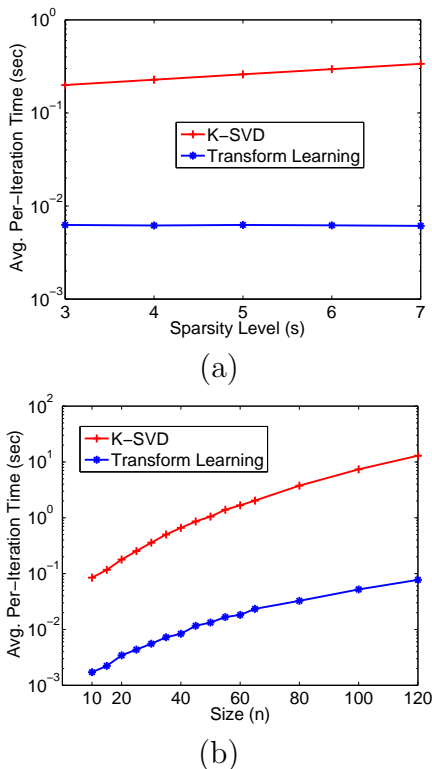 10^0
10^-1
10^-2
10^-3
Avg. Per−Iteration Time (sec)
K−SVD
Transform Learning
3 4 5 6 7
Sparsity Level (s)
(a)
10^2
10^1
10^0
10^-1
10^-2
10^-3
Avg. Per−Iteration Time (sec)
K−SVD
Transform Learning
10 20 40 60 80 100 120
Size (n)
(b)